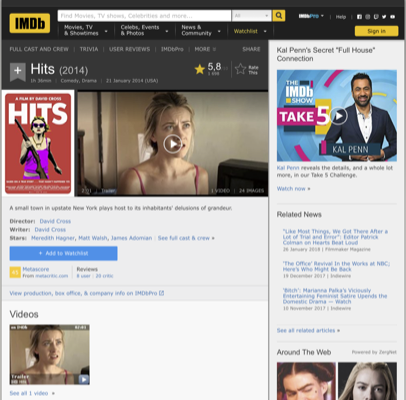 IMDb
Find Movies, TV shows, Celebrities and more...
All
IMDbPro
Help
Movies, TV
& Showtimes
Celebs, Events
& Photos
News &
Community
Watchlist
Sign in
FULL CAST AND CREW | TRIVIA | USER REVIEWS | IMDbPro | MORE
SHARE
Hits (2014)
1h 36min | Comedy, Drama | 21 January 2014 (USA)
5,8
Rate
This
A FILM BY DAVID CROSS
HITS
Trailer
1 VIDEO | 24 IMAGES
A small town in upstate New York plays host to its inhabitants' delusions of grandeur.
Director: David Cross
Writer: David Cross
Stars: Meredith Hagner, Matt Walsh, James Adomian | See full cast & crew »
+ Add to Watchlist
Metascore
From metacritic.com
Reviews
View production, box office, & company info on IMDbPro
Videos
Trailer
See all 1 video »
Kal Penn's Secret "Full House"
Connection
THE
IMDb
SHOW
TAKE 5
KAL PENN
Kal Penn reveals the details, and a whole lot
more, in our Take 5 Challenge.
Watch now »
Related News
"Like Most Things, We Got There After a
Lot of Trial and Error": Editor Patrick
Colman on Hearts Beat Loud
26 January 2018 | Filmmaker Magazine
'The Office' Revival In the Works at NBC;
Here's Who Might Be Back
19 December 2017 | Indiewire
'Bitch': Marianna Palka's Viciously
Entertaining Feminist Satire Upends the
Domestic Drama — Watch
10 November 2017 | Indiewire
See all related articles »
Around The Web
Powered by ZergNet